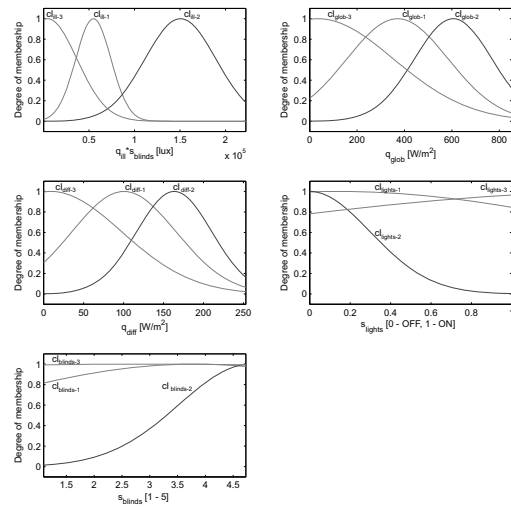 cl_ill-3 cl_ill-1 cl_ill-2
Degree of membership
1
0.8
0.6
0.4
0.2
0
0.5 1 1.5 2
x 10^5
q_ill*s_blinds [lux]
cl_glob-3 cl_glob-1 cl_glob-2
Degree of membership
1
0.8
0.6
0.4
0.2
0
0 200 400 600 800
q_glob [W/m²]
cl_diff-3 cl_diff-1 cl_diff-2
Degree of membership
1
0.8
0.6
0.4
0.2
0
0 50 100 150 200 250
q_diff [W/m²]
cl_lights-1 cl_lights-3
cl_lights-2
Degree of membership
1
0.8
0.6
0.4
0.2
0
0 0.2 0.4 0.6 0.8 1
s_lights [0 - OFF, 1 - ON]
cl_blinds-3
cl_blinds-1 cl_blinds-2
Degree of membership
1
0.8
0.6
0.4
0.2
0
1.5 2 2.5 3 3.5 4 4.5
s_blinds [1 - 5]